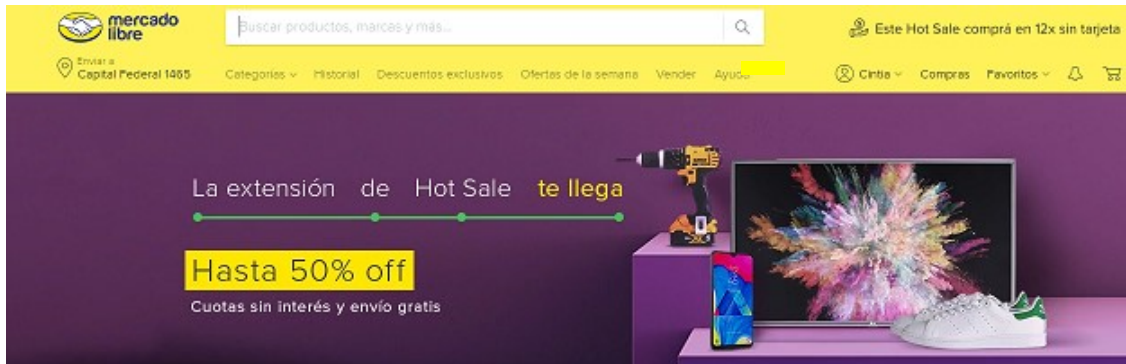 mercado
libre
Buscar productos, marcas y más...
Este Hot Sale comprá en 12x sin tarjeta
Enviar a
Capital Federal 1465
Categorías Historial Descuentos exclusivos Ofertas de la semana Vender Ayuda
Cintia Compras Favoritos
La extensión de Hot Sale te llega
Hasta 50% off
Cuotas sin interés y envío gratis